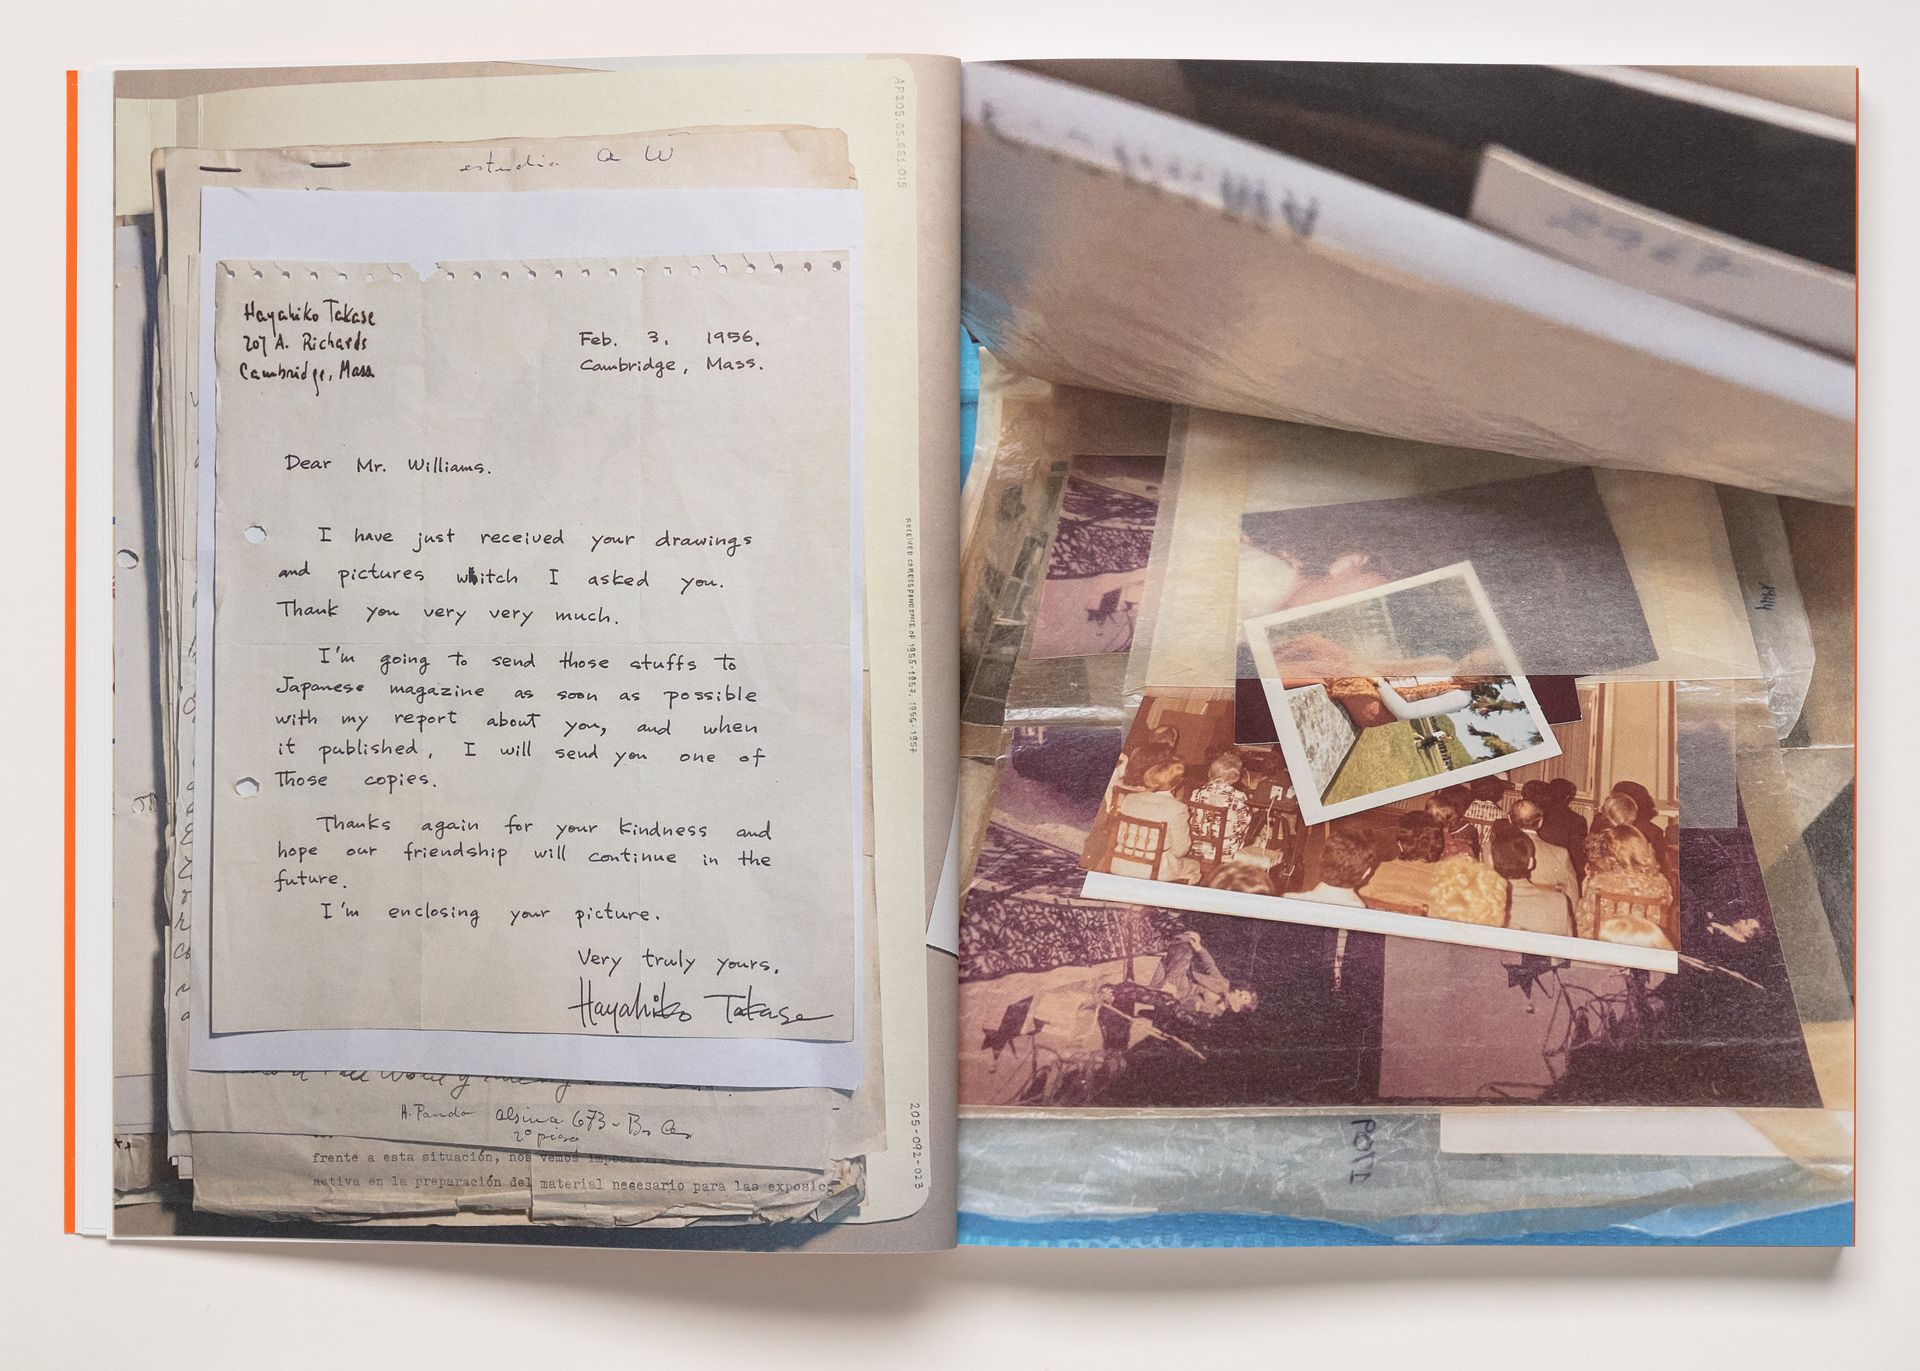 AP205.S5.SS1.015
estudio a W
Hayahiko Takase
207 A. Richards
Cambridge, Mass
Feb. 3. 1956.
Cambridge, Mass.
Dear Mr. Williams.
I have just received your drawings
and pictures whitch I asked you.
Thank you very very much.
I'm going to send those stuffs to
Japanese magazine as soon as possible
with my report about you, and when
it published, I will send you one of
those copies.
Thanks again for your kindness and
hope our friendship will continue in the
future.
I'm enclosing your picture.
Very truly yours,
Hayahiko Takase
RECEIVED CORRESPONDENCE OF 1955-1957, 1956-1957
A. Pando Alsina 673 - Bs As
2º piso
frente a esta situación, nos vemos
activa en la preparación del material necesario para las exposic
205-092-023